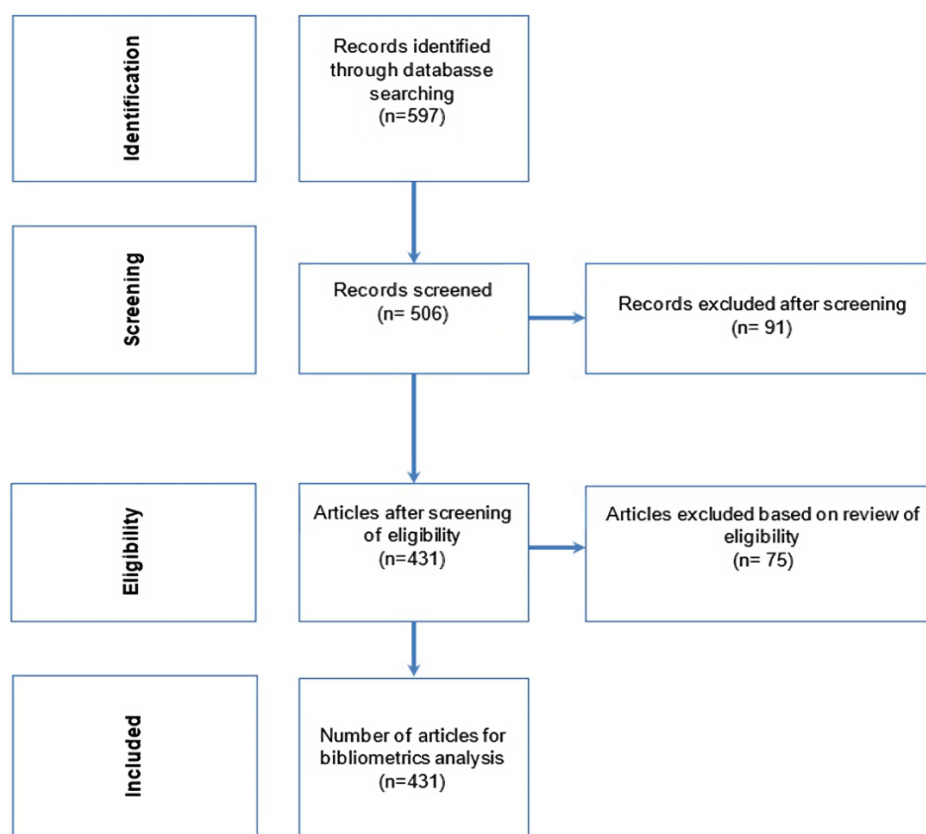 Identification
Records identified
through databasse
searching
(n=597)
Screening
Records screened
(n= 506)
Records excluded after screening
(n= 91)
Eligibility
Articles after screening
of eligibility
(n=431)
Articles excluded based on review of
eligibility
(n= 75)
Included
Number of articles for
bibliometrics analysis
(n=431)